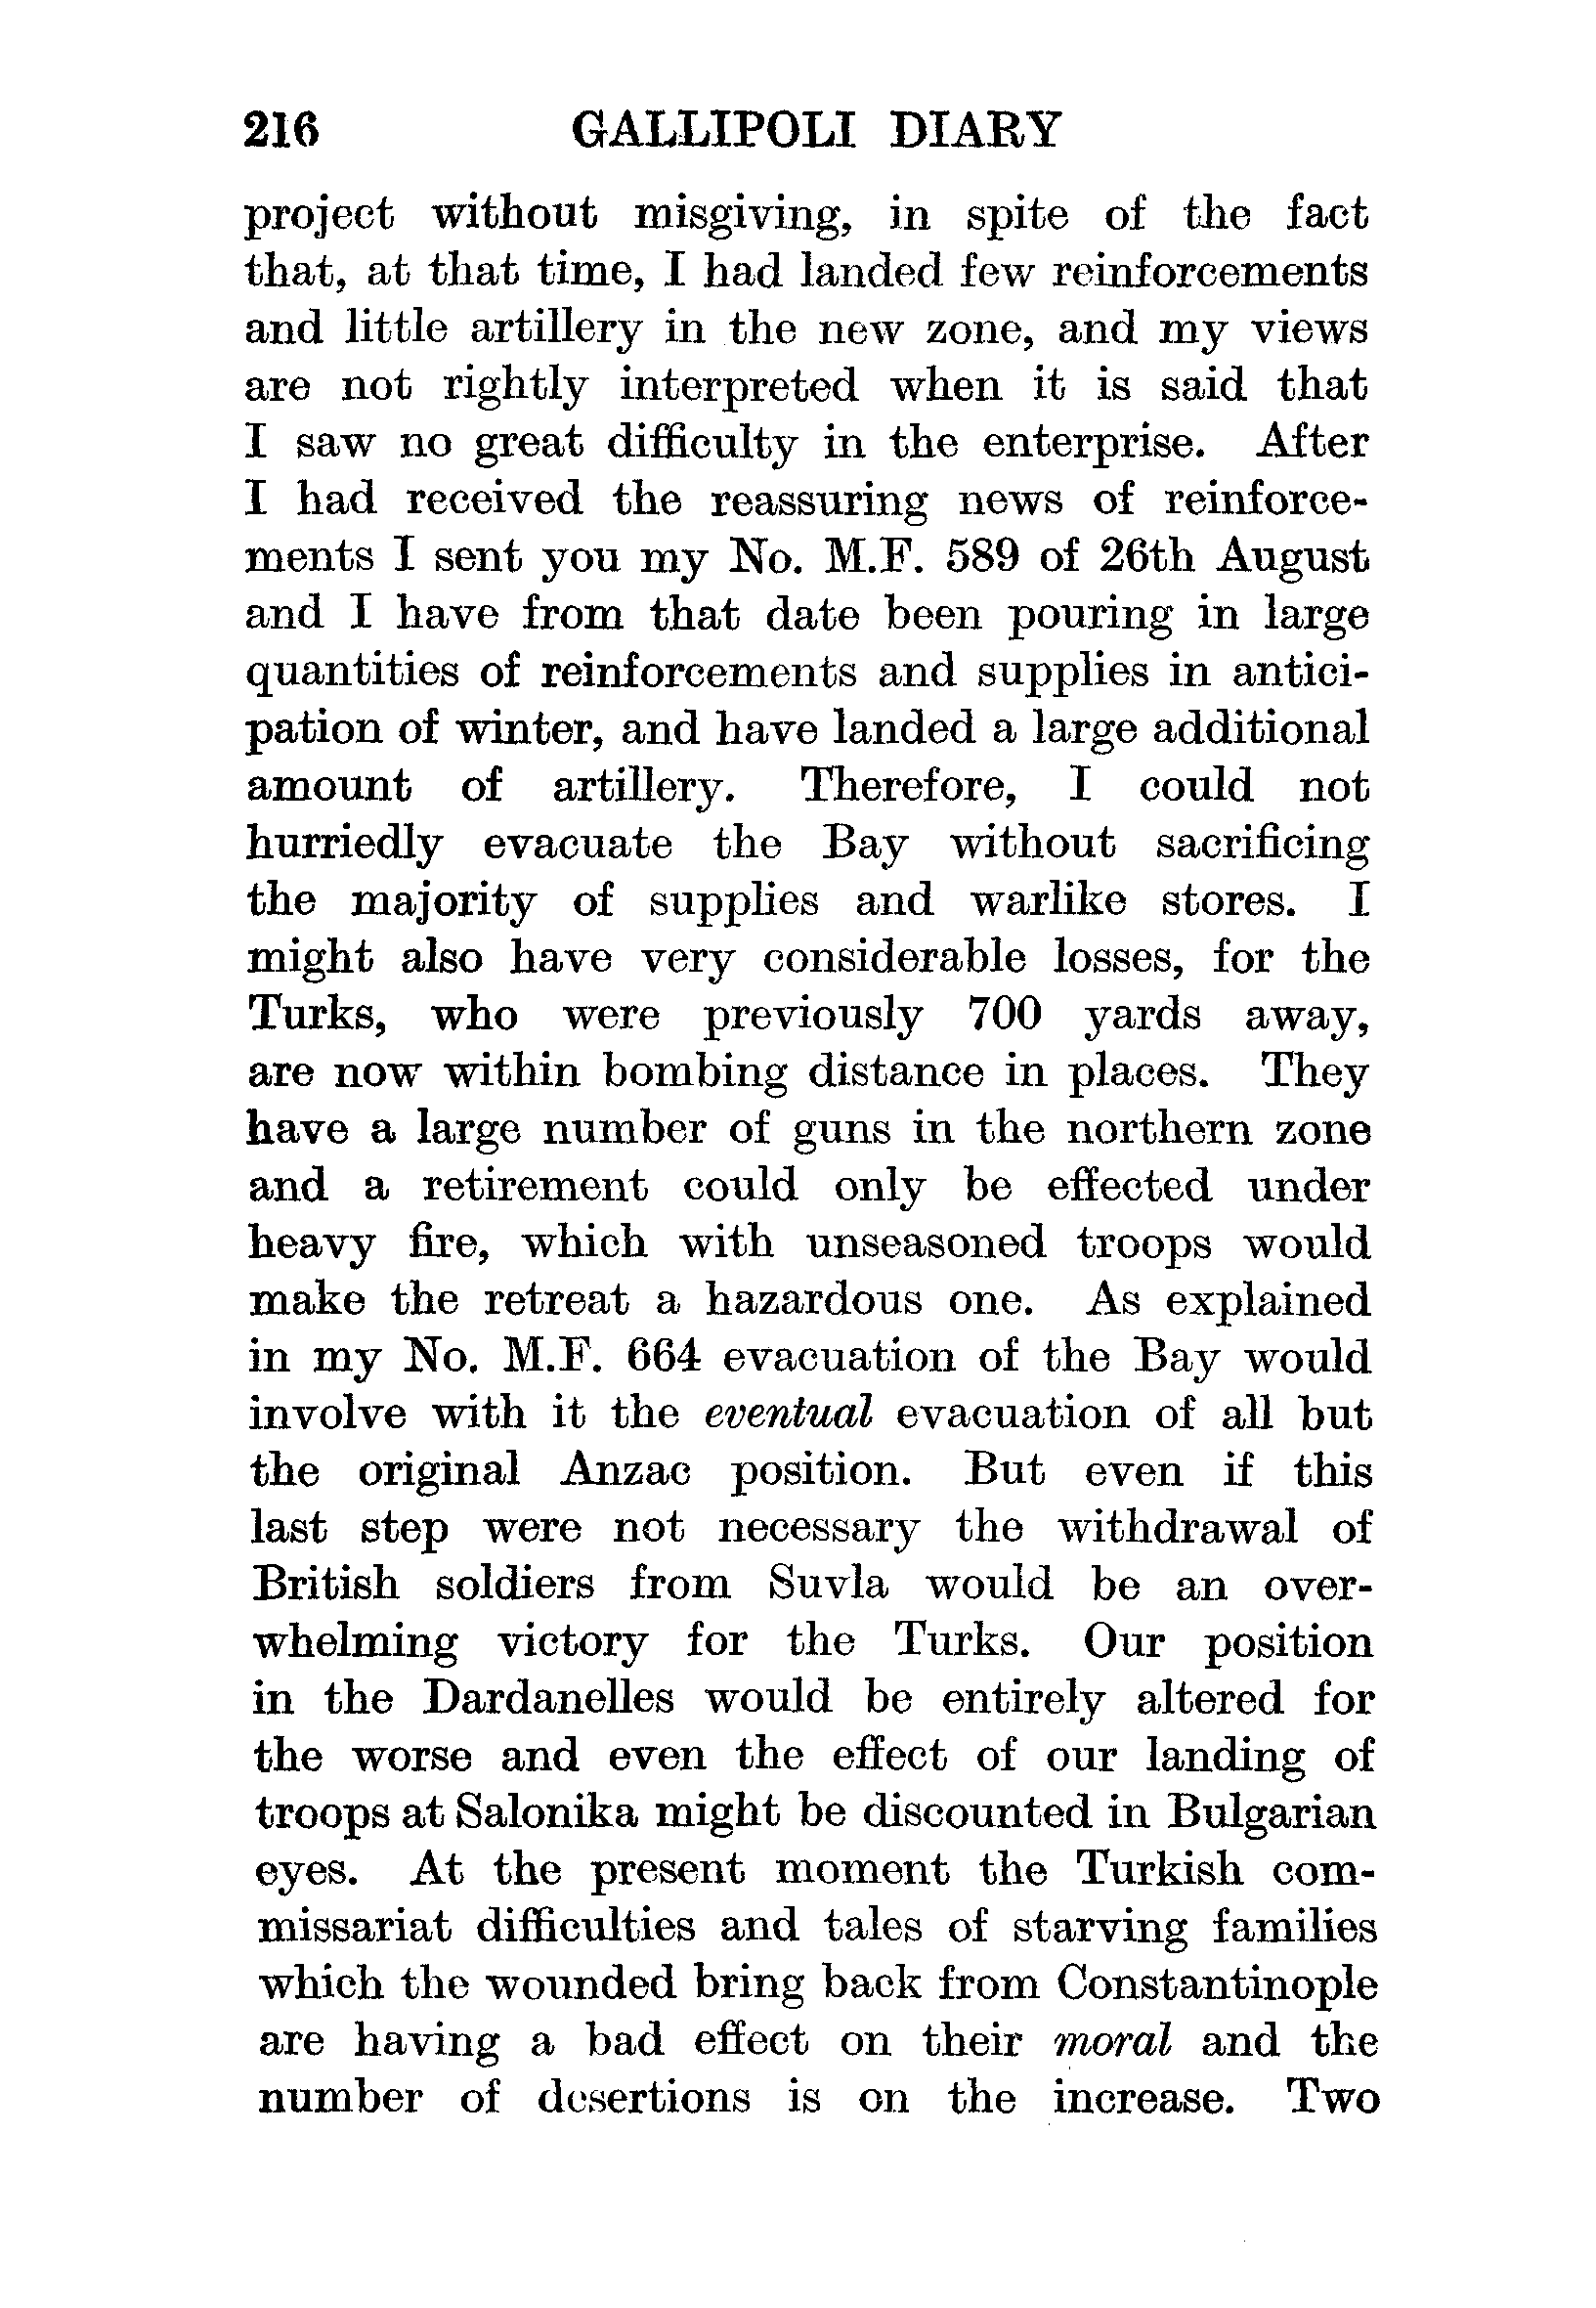 216 GALLIPOLI DIARY
project without misgiving, in spite of the fact
that, at that time, I had landed few reinforcements
and little artillery in the new zone, and my views
are not rightly interpreted when it is said that
I saw no great difficulty in the enterprise. After
I had received the reassuring news of reinforce-
ments I sent you my No. M.F. 589 of 26th August
and I have from that date been pouring in large
quantities of reinforcements and supplies in antici-
pation of winter, and have landed a large additional
amount of artillery. Therefore, I could not
hurriedly evacuate the Bay without sacrificing
the majority of supplies and warlike stores. I
might also have very considerable losses, for the
Turks, who were previously 700 yards away,
are now within bombing distance in places. They
have a large number of guns in the northern zone
and a retirement could only be effected under
heavy fire, which with unseasoned troops would
make the retreat a hazardous one. As explained
in my No. M.F. 664 evacuation of the Bay would
involve with it the eventual evacuation of all but
the original Anzac position. But even if this
last step were not necessary the withdrawal of
British soldiers from Suvla would be an over-
whelming victory for the Turks. Our position
in the Dardanelles would be entirely altered for
the worse and even the effect of our landing of
troops at Salonika might be discounted in Bulgarian
eyes. At the present moment the Turkish com-
missariat difficulties and tales of starving families
which the wounded bring back from Constantinople
are having a bad effect on their moral and the
number of desertions is on the increase. Two